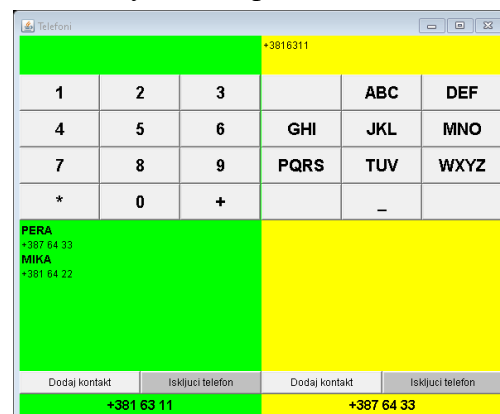 Telefoni
+3816311
1 2 3 ABC DEF
4 5 6 GHI JKL MNO
7 8 9 PQRS TUV WXYZ
* 0 + _
PERA
+387 64 33
MIKA
+381 64 22
Dodaj kontakt Iskljuci telefon Dodaj kontakt Iskljuci telefon
+381 63 11 +387 64 33